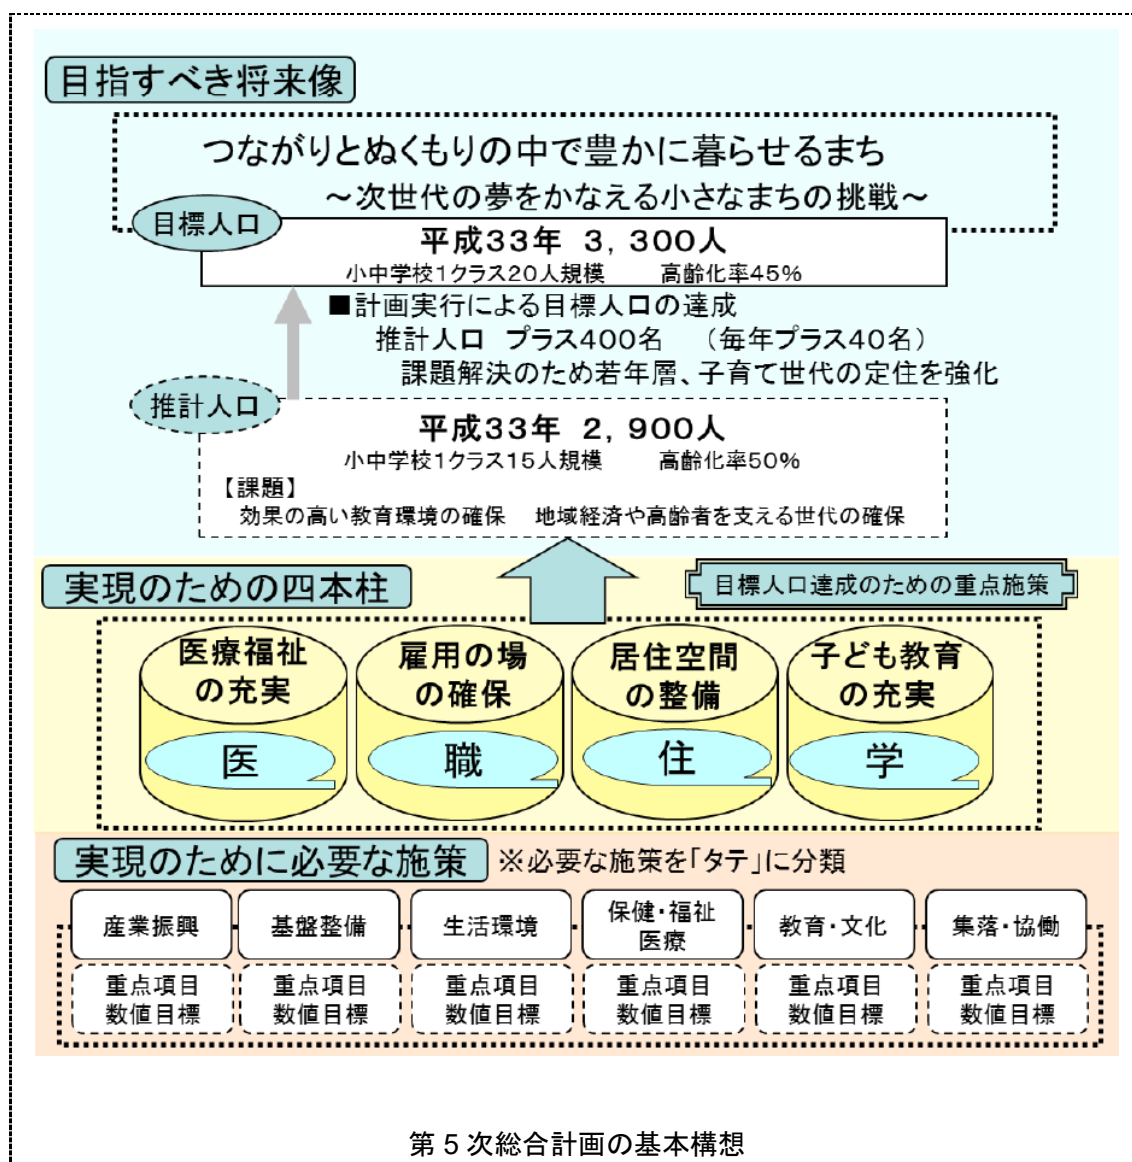 目指すべき将来像
つながりとぬくもりの中で豊かに暮らせるまち
～次世代の夢をかなえる小さなまちの挑戦～
目標人口
平成33年 3,300人
小中学校1クラス20人規模 高齢化率45%
■計画実行による目標人口の達成
推計人口 プラス400名 (毎年プラス40名)
課題解決のため若年層、子育て世代の定住を強化
推計人口
平成33年 2,900人
小中学校1クラス15人規模 高齢化率50%
【課題】
効果の高い教育環境の確保 地域経済や高齢者を支える世代の確保
実現のための四本柱
目標人口達成のための重点施策
医療福祉
の充実
医
雇用の場
の確保
職
居住空間
の整備
住
子ども教育
の充実
学
実現のために必要な施策 ※必要な施策を「タテ」に分類
産業振興
基盤整備
生活環境
保健・福祉
医療
教育・文化
集落・協働
重点項目
数値目標
重点項目
数値目標
重点項目
数値目標
重点項目
数値目標
重点項目
数値目標
重点項目
数値目標
第5次総合計画の基本構想